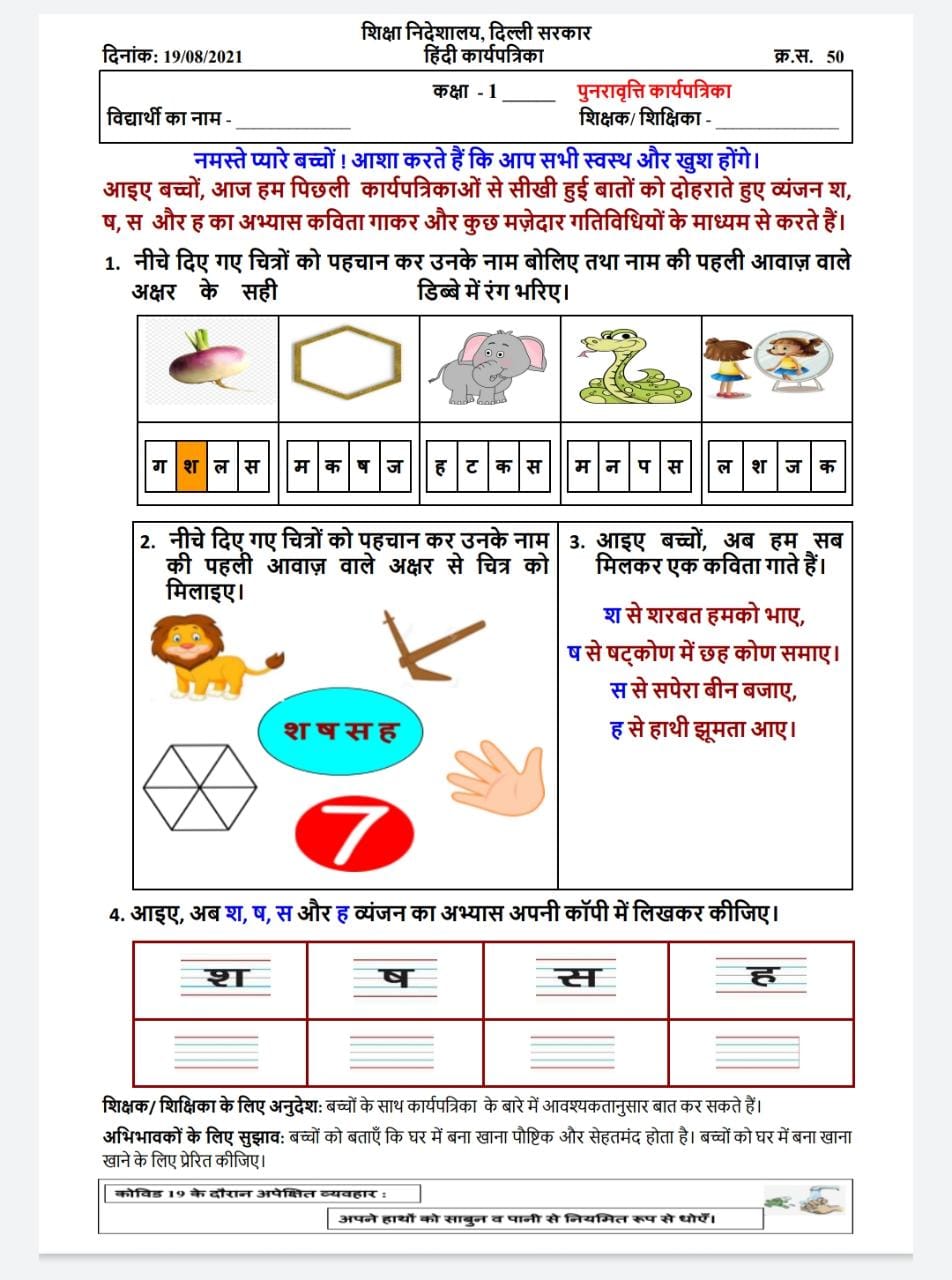 शिक्षा निदेशालय, दिल्ली सरकार
दिनांक: 19/08/2021 हिंदी कार्यपत्रिका क्र.स. 50
कक्षा - 1 ______ पुनरावृत्ति कार्यपत्रिका
विद्यार्थी का नाम - ____________ शिक्षक/ शिक्षिका - ____________
नमस्ते प्यारे बच्चों ! आशा करते हैं कि आप सभी स्वस्थ और खुश होंगे।
आइए बच्चों, आज हम पिछली कार्यपत्रिकाओं से सीखी हुई बातों को दोहराते हुए व्यंजन श,
ष, स और ह का अभ्यास कविता गाकर और कुछ मज़ेदार गतिविधियों के माध्यम से करते हैं।
1. नीचे दिए गए चित्रों को पहचान कर उनके नाम बोलिए तथा नाम की पहली आवाज़ वाले
अक्षर के सही डिब्बे में रंग भरिए।
ग श ल स म क ष ज ह ट क स म न प स ल श ज क
2. नीचे दिए गए चित्रों को पहचान कर उनके नाम
की पहली आवाज़ वाले अक्षर से चित्र को
मिलाइए।
श ष स ह
7
3. आइए बच्चों, अब हम सब
मिलकर एक कविता गाते हैं।
श से शरबत हमको भाए,
ष से षट्कोण में छह कोण समाए।
स से सपेरा बीन बजाए,
ह से हाथी झूमता आए।
4. आइए, अब श, ष, स और ह व्यंजन का अभ्यास अपनी कॉपी में लिखकर कीजिए।
श ष स ह
शिक्षक/ शिक्षिका के लिए अनुदेश: बच्चों के साथ कार्यपत्रिका के बारे में आवश्यकतानुसार बात कर सकते हैं।
अभिभावकों के लिए सुझाव: बच्चों को बताएँ कि घर में बना खाना पौष्टिक और सेहतमंद होता है। बच्चों को घर में बना खाना
खाने के लिए प्रेरित कीजिए।
कोविड 19 के दौरान अपेक्षित व्यवहार :
अपने हाथों को साबुन व पानी से नियमित रूप से धोएँ।